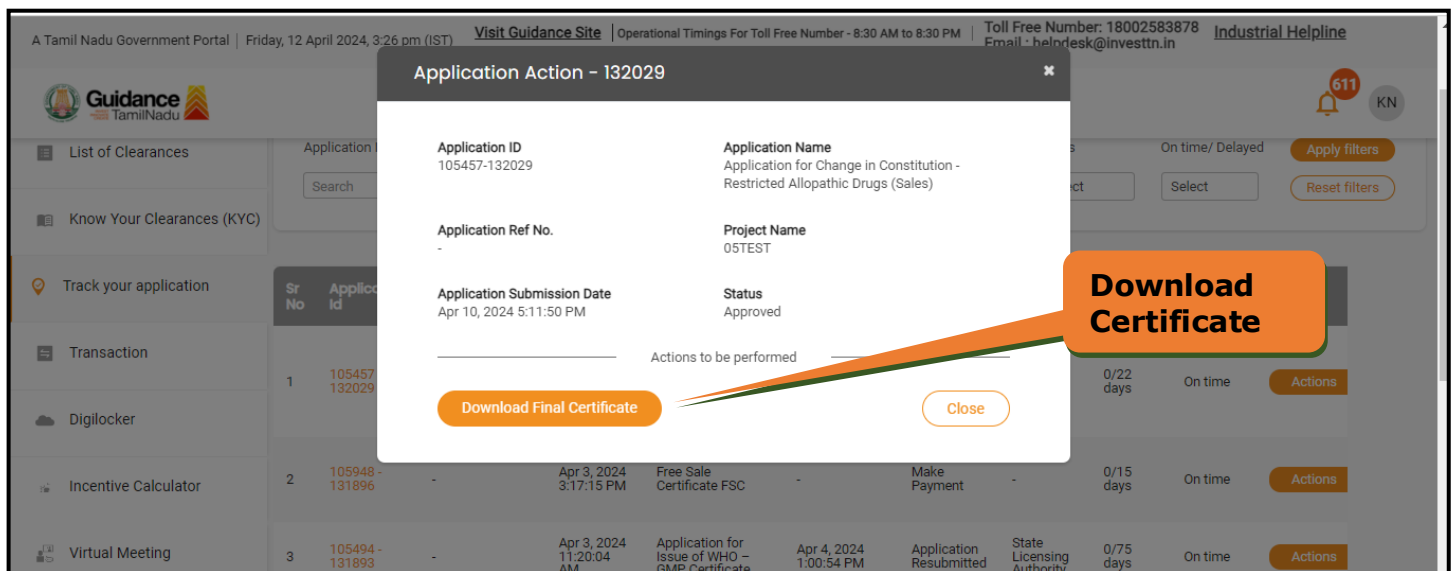 A Tamil Nadu Government Portal | Friday, 12 April 2024, 3:26 pm (IST) Visit Guidance Site | Operational Timings For Toll Free Number - 8:30 AM to 8:30 PM | Toll Free Number: 18002583878 Industrial Helpline
Email : helpdesk@investtn.in
Application Action - 132029 ×
Guidance
TamilNadu
611
KN
List of Clearances
On time/ Delayed
Apply filters
Search
Select
Reset filters
Know Your Clearances (KYC)
Track your application
Transaction
Digilocker
Incentive Calculator
Virtual Meeting
Application ID
105457-132029
Application Name
Application for Change in Constitution -
Restricted Allopathic Drugs (Sales)
Application Ref No.
-
Project Name
05TEST
Application Submission Date
Apr 10, 2024 5:11:50 PM
Status
Approved
Actions to be performed
Download Final Certificate
Close
Download
Certificate
Sr
No
Id
1
105457
132029
0/22
days
On time
Actions
2
105948 -
131896
-
Apr 3, 2024
3:17:15 PM
Free Sale
Certificate FSC
-
Make
Payment
-
0/15
days
On time
Actions
3
105494 -
131893
-
Apr 3, 2024
11:20:04
AM
Application for
Issue of WHO –
GMP Certificate
Apr 4, 2024
1:00:54 PM
Application
Resubmitted
State
Licensing
Authority
0/75
days
On time
Actions